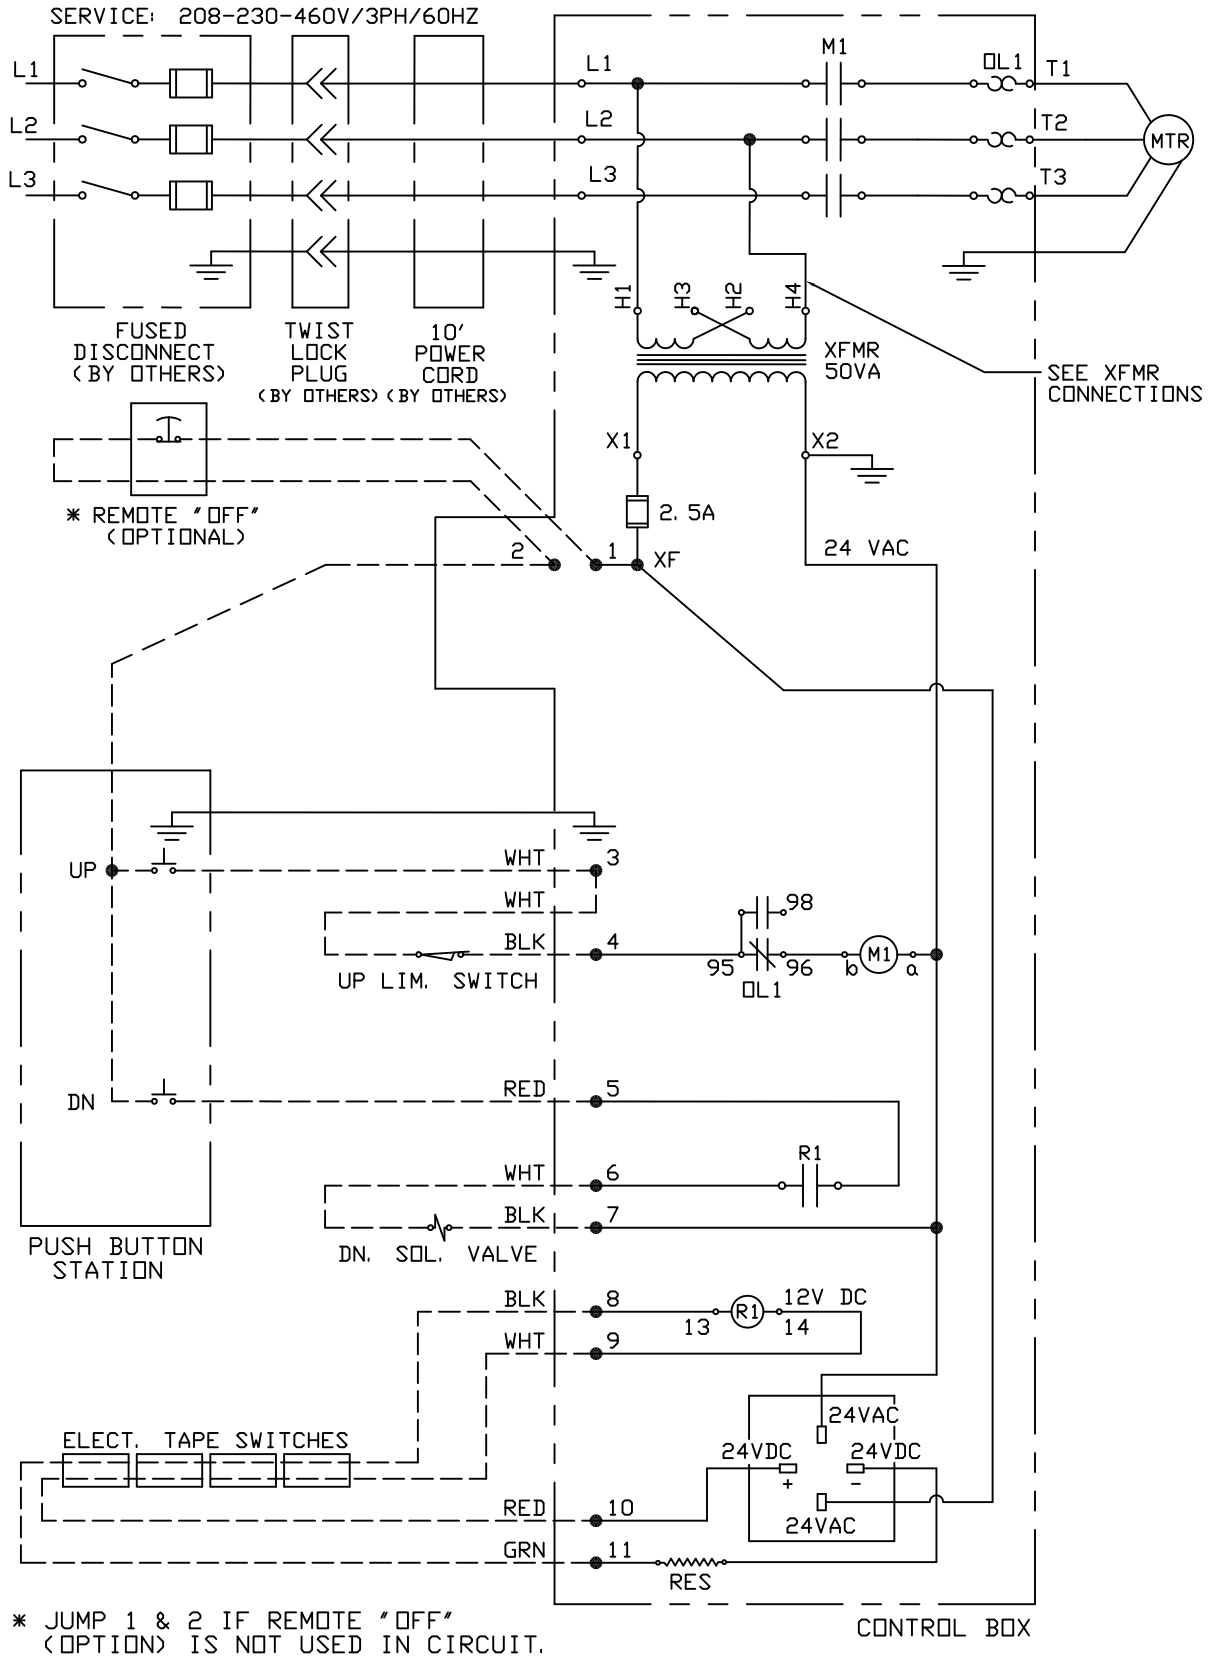 SERVICE: 208-230-460V/3PH/60HZ
L1
L2
L3
L1
L2
L3
M1
OL1
T1
T2
T3
MTR
FUSED
DISCONNECT
(BY OTHERS)
TWIST
LOCK
PLUG
(BY OTHERS)
10'
POWER
CORD
(BY OTHERS)
H1
H3
H2
H4
XFMR
50VA
SEE XFMR
CONNECTIONS
X1
X2
* REMOTE "OFF"
(OPTIONAL)
2.5A
2
1
XF
24 VAC
UP
WHT
3
WHT
BLK
4
UP LIM. SWITCH
98
95
96
OL1
b
M1
a
DN
RED
5
WHT
6
R1
BLK
7
DN. SOL. VALVE
PUSH BUTTON
STATION
BLK
8
13
R1
14
12V DC
WHT
9
ELECT. TAPE SWITCHES
24VAC
24VDC
24VDC
+
-
24VAC
RED
10
GRN
11
RES
* JUMP 1 & 2 IF REMOTE "OFF"
(OPTION) IS NOT USED IN CIRCUIT.
CONTROL BOX